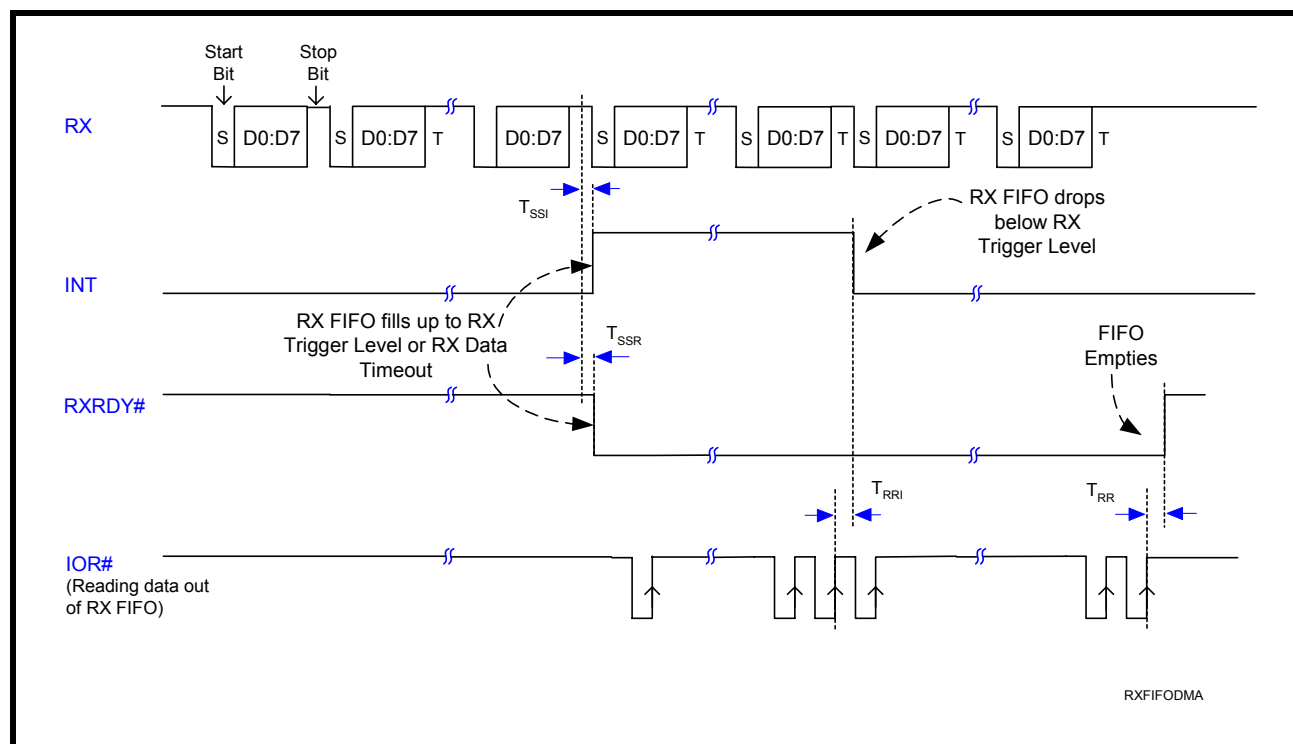 Start
Bit
Stop
Bit
RX
S
D0:D7
S
D0:D7
T
D0:D7
S
D0:D7
T
S
D0:D7
T
S
D0:D7
T
S
D0:D7
T
TSSI
RX FIFO drops
below RX
Trigger Level
INT
RX FIFO fills up to RX
Trigger Level or RX Data
Timeout
TSSR
FIFO
Empties
RXRDY#
TRRI
TRR
IOR#
(Reading data out
of RX FIFO)
RXFIFODMA